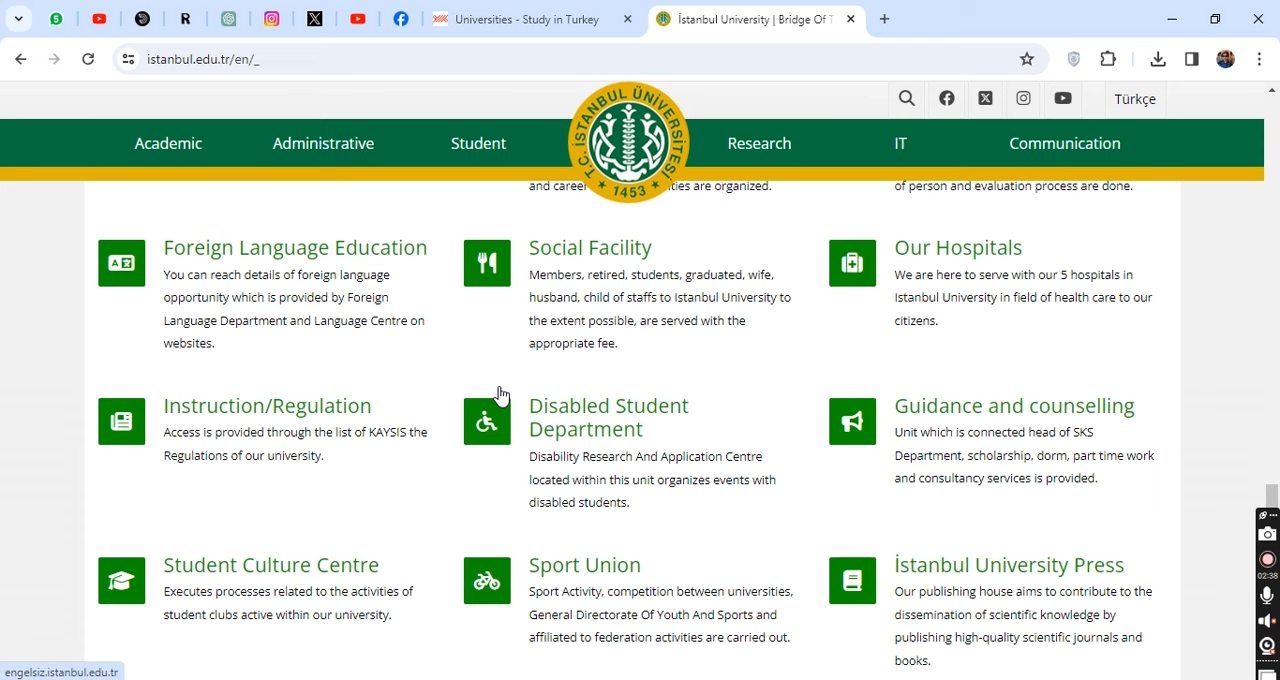 Universities - Study in Turkey
İstanbul University | Bridge Of T
istanbul.edu.tr/en/_
Türkçe
Academic
Administrative
Student
T.C. İSTANBUL ÜNİVERSİTESİ
1453
Research
IT
Communication
and career
ties are organized.
of person and evaluation process are done.
Foreign Language Education
You can reach details of foreign language
opportunity which is provided by Foreign
Language Department and Language Centre on
websites.
Social Facility
Members, retired, students, graduated, wife,
husband, child of staffs to Istanbul University to
the extent possible, are served with the
appropriate fee.
Our Hospitals
We are here to serve with our 5 hospitals in
Istanbul University in field of health care to our
citizens.
Instruction/Regulation
Access is provided through the list of KAYSIS the
Regulations of our university.
Disabled Student
Department
Disability Research And Application Centre
located within this unit organizes events with
disabled students.
Guidance and counselling
Unit which is connected head of SKS
Department, scholarship, dorm, part time work
and consultancy services is provided.
Student Culture Centre
Executes processes related to the activities of
student clubs active within our university.
Sport Union
Sport Activity, competition between universities,
General Directorate Of Youth And Sports and
affiliated to federation activities are carried out.
İstanbul University Press
Our publishing house aims to contribute to the
dissemination of scientific knowledge by
publishing high-quality scientific journals and
books.
02:38
engelsiz.istanbul.edu.tr